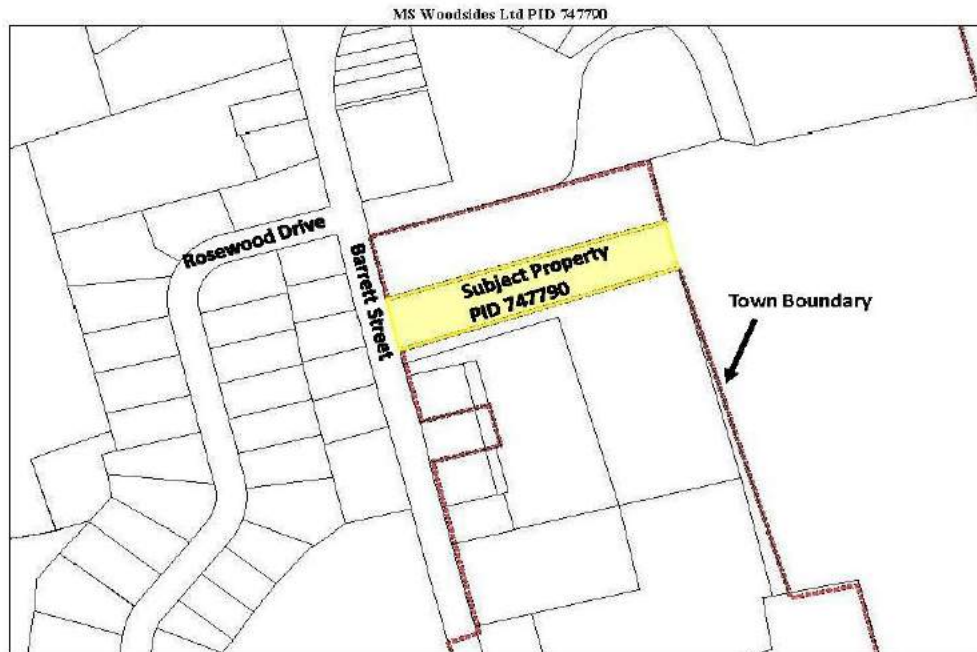 MS Woodsides Ltd PID 747790
Rosewood Drive
Barrett Street
Subject Property
PID 747790
Town Boundary